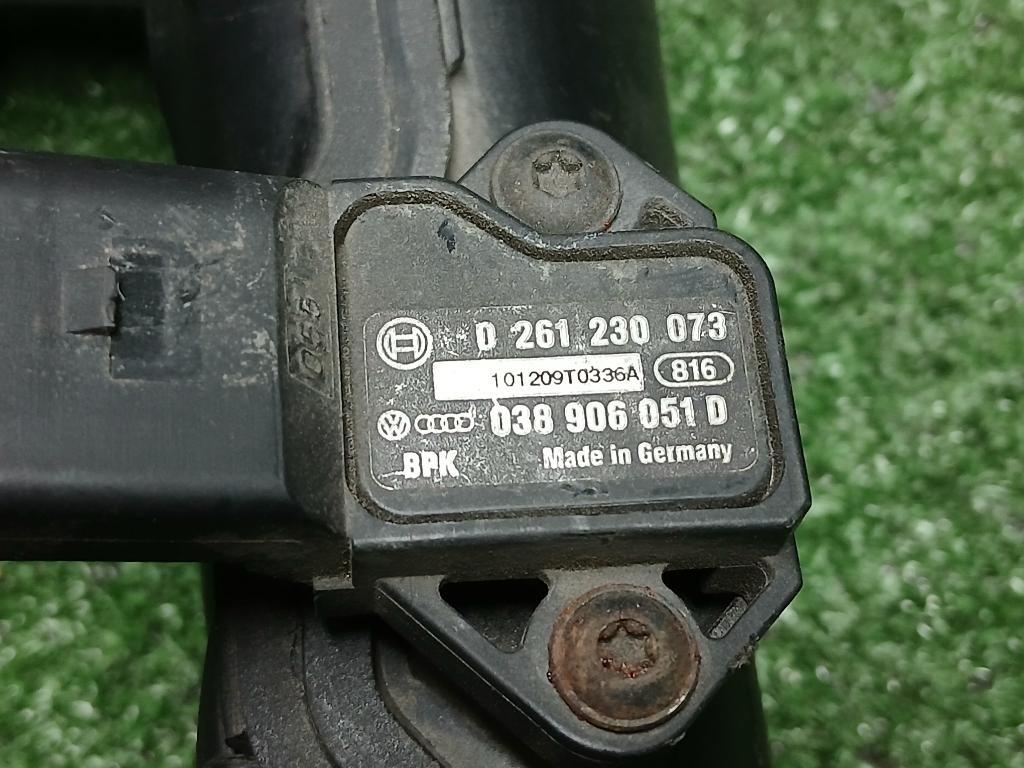 0 261 230 073
101209T0336A 816
038 906 051 D
BPK Made in Germany